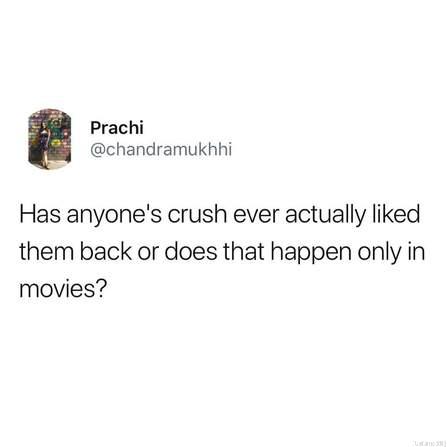 Prachi
@chandramukhhi
Has anyone's crush ever actually liked
them back or does that happen only in
movies?